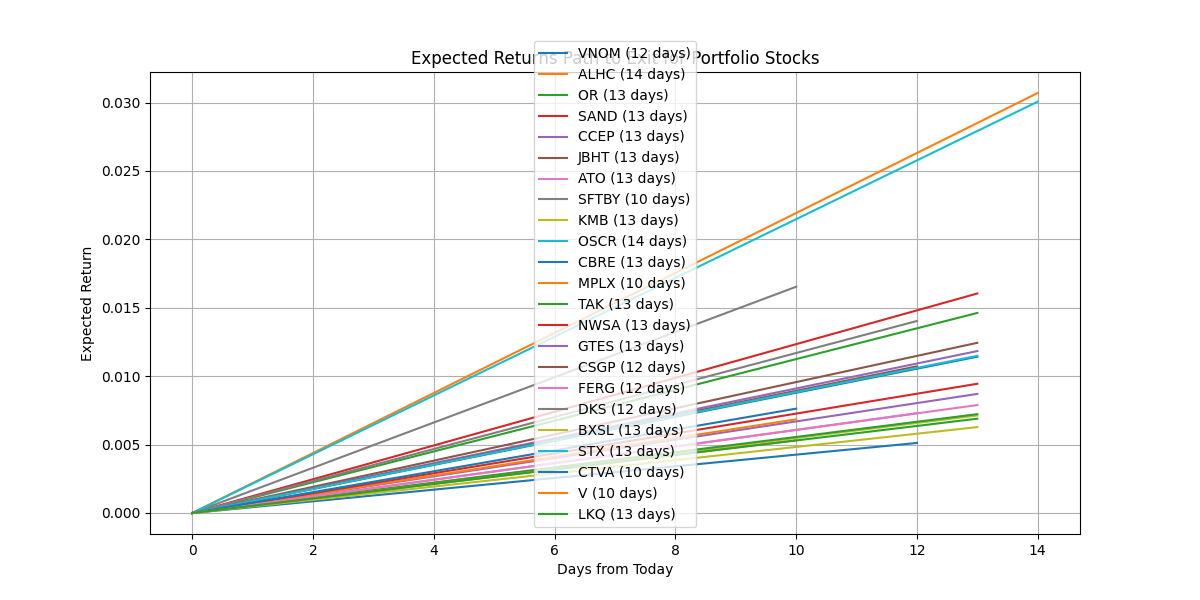 Expected Returns Path to Exit for Portfolio Stocks
VNOM (12 days)
ALHC (14 days)
OR (13 days)
SAND (13 days)
CCEP (13 days)
JBHT (13 days)
ATO (13 days)
SFTBY (10 days)
KMB (13 days)
OSCR (14 days)
CBRE (13 days)
MPLX (10 days)
TAK (13 days)
NWSA (13 days)
GTES (13 days)
CSGP (12 days)
FERG (12 days)
DKS (12 days)
BXSL (13 days)
STX (13 days)
CTVA (10 days)
V (10 days)
LKQ (13 days)
Expected Return
0.030
0.025
0.020
0.015
0.010
0.005
0.000
0 2 4 6 8 10 12 14
Days from Today